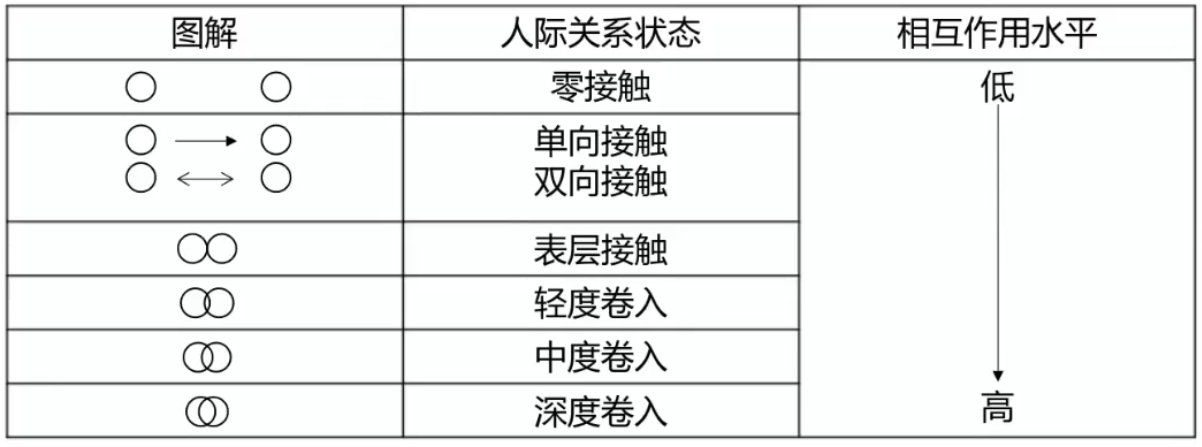 图解 人际关系状态 相互作用水平
零接触 低
单向接触
双向接触
表层接触
轻度卷入
中度卷入
深度卷入 高